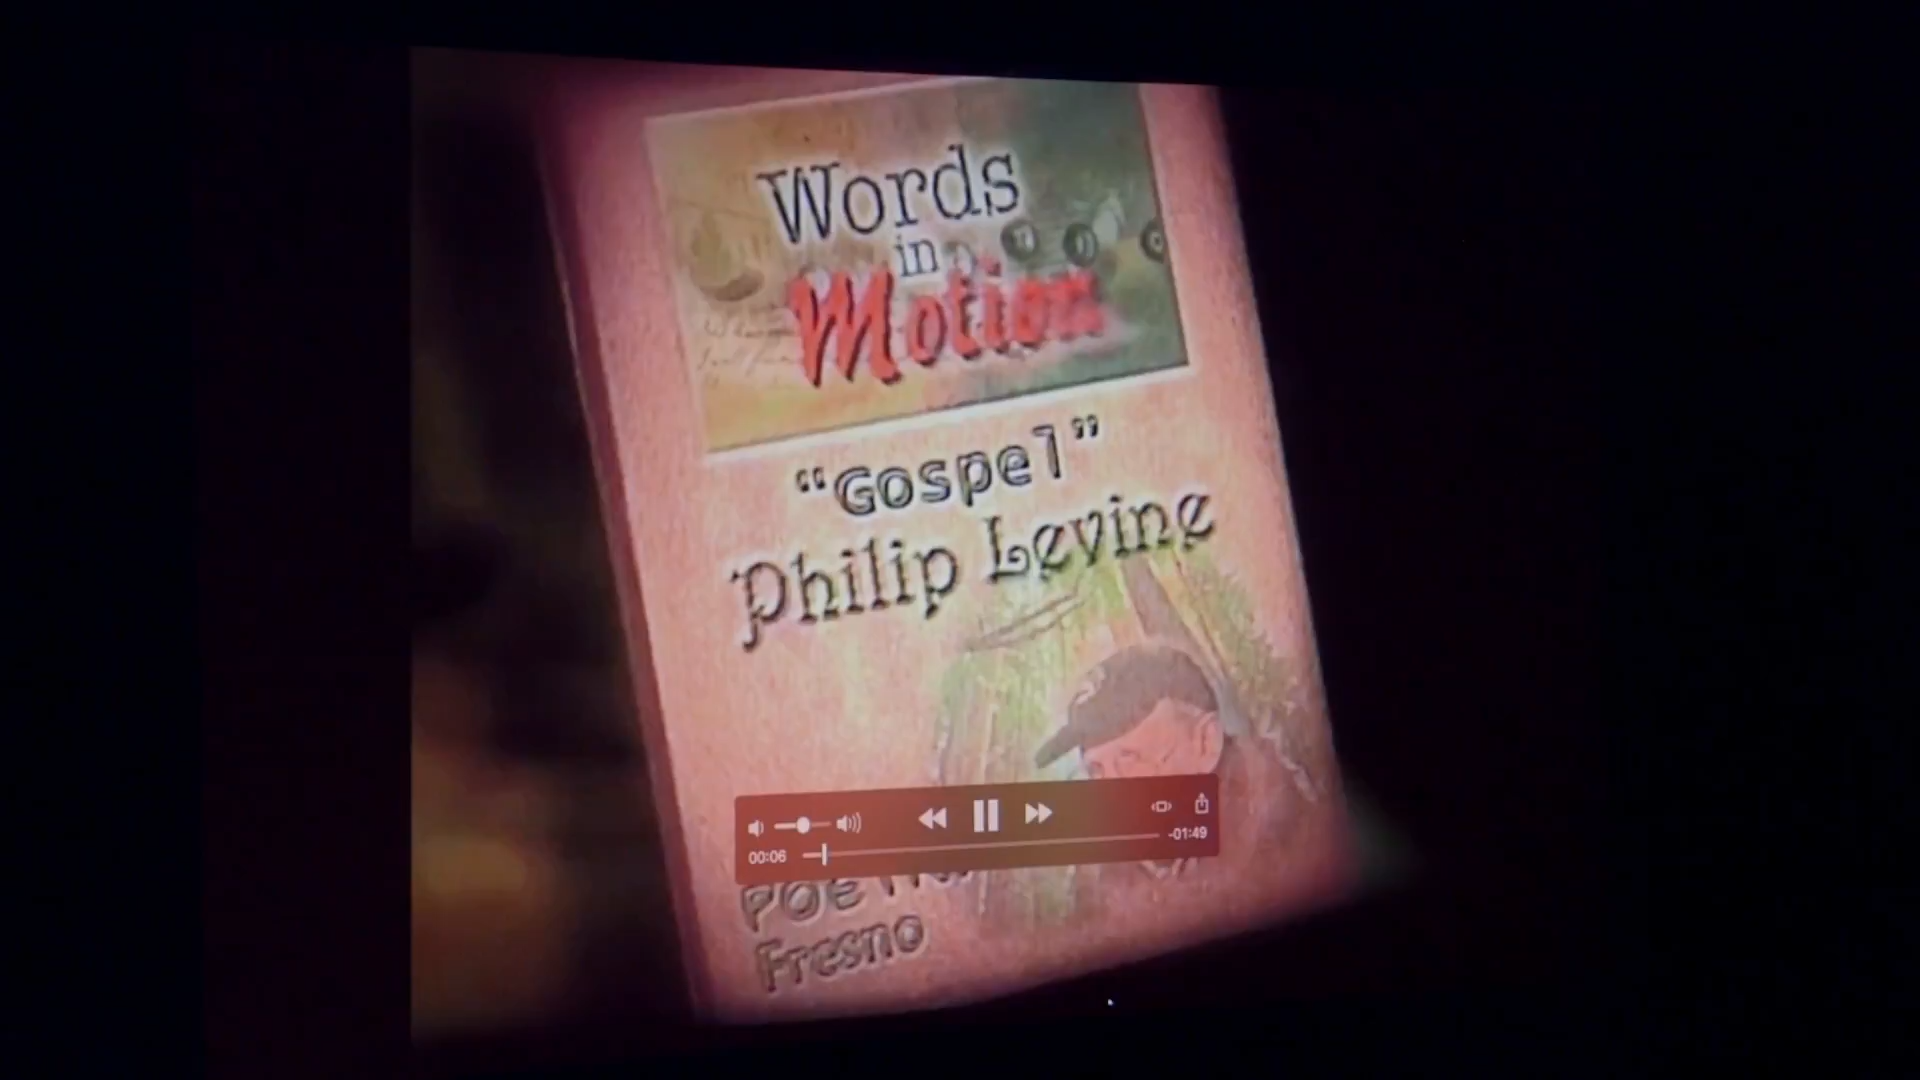 Words
in
Motion
“Gospel”
Philip Levine
00:06
-01:49
Fresno